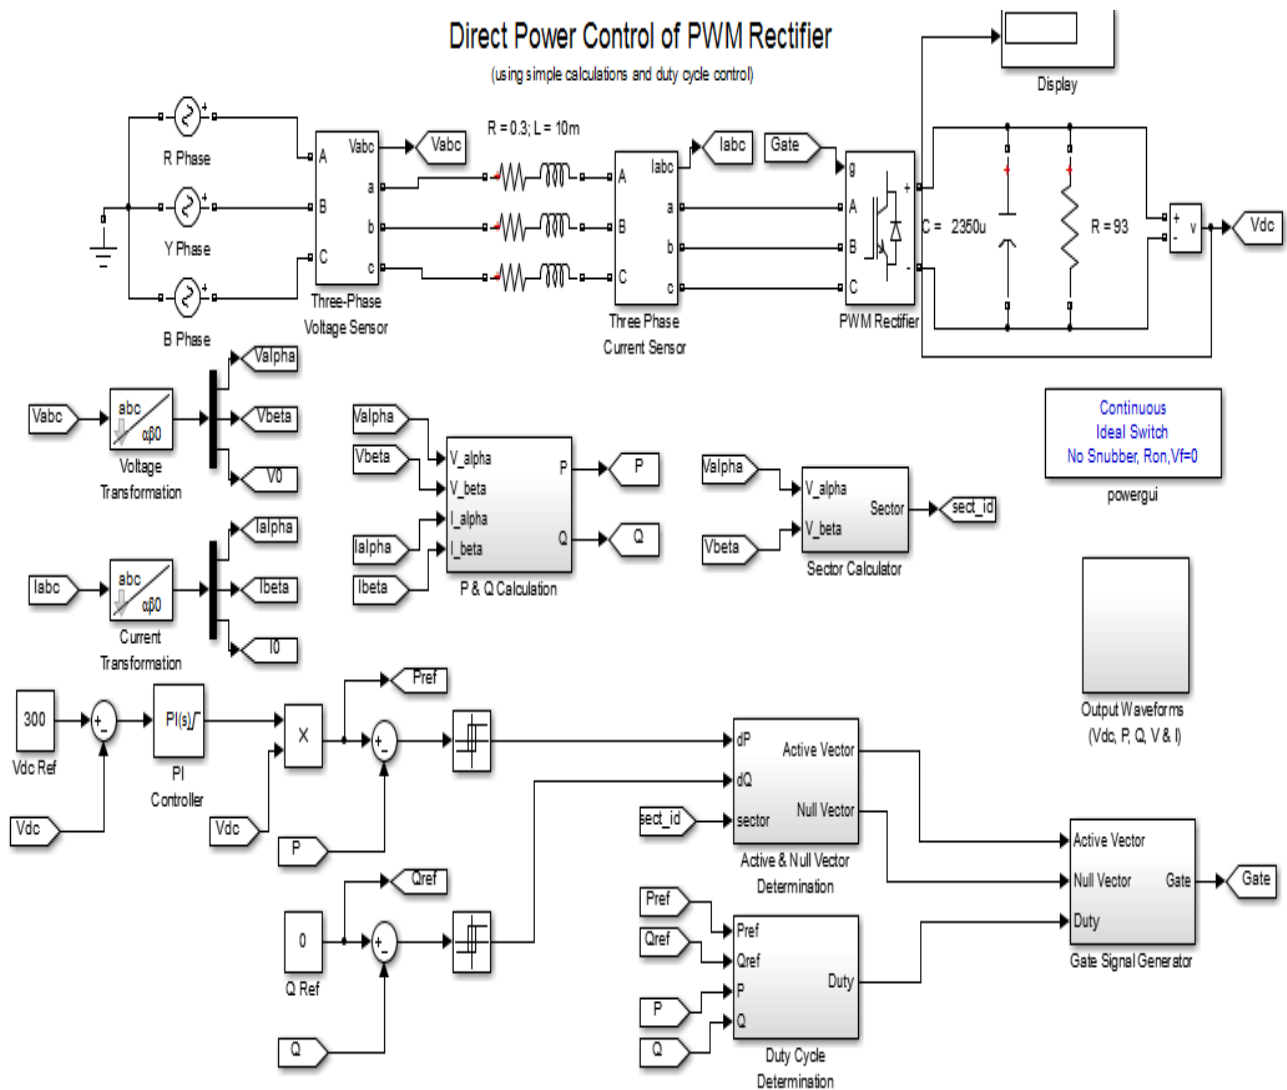 Direct Power Control of PWM Rectifier
(using simple calculations and duty cycle control)
Display
R Phase
Y Phase
B Phase
A
B
C
Vabc
a
b
c
Three-Phase
Voltage Sensor
Vabc
R = 0.3; L = 10m
A
B
C
Iabc
a
b
c
Three Phase
Current Sensor
Iabc
Gate
g
A
B
C
+
-
PWM Rectifier
C = 2350u
R = 93
+
-
v
Vdc
Vabc
abc
αβ0
Voltage
Transformation
Valpha
Vbeta
V0
Iabc
abc
αβ0
Current
Transformation
Ialpha
Ibeta
I0
Valpha
Vbeta
Ialpha
Ibeta
V_alpha
V_beta
I_alpha
I_beta
P
Q
P & Q Calculation
P
Q
Valpha
Vbeta
V_alpha
V_beta
Sector
Sector Calculator
sect_id
Continuous
Ideal Switch
No Snubber, Ron,Vf=0
powergui
Output Waveforms
(Vdc, P, Q, V & I)
300
Vdc Ref
Vdc
PI(s)
PI
Controller
Vdc
X
Pref
P
0
Q Ref
Qref
Q
sect_id
dP
dQ
sector
Active Vector
Null Vector
Active & Null Vector
Determination
Pref
Qref
P
Q
Pref
Qref
P
Q
Duty
Duty Cycle
Determination
Active Vector
Null Vector
Duty
Gate
Gate Signal Generator
Gate